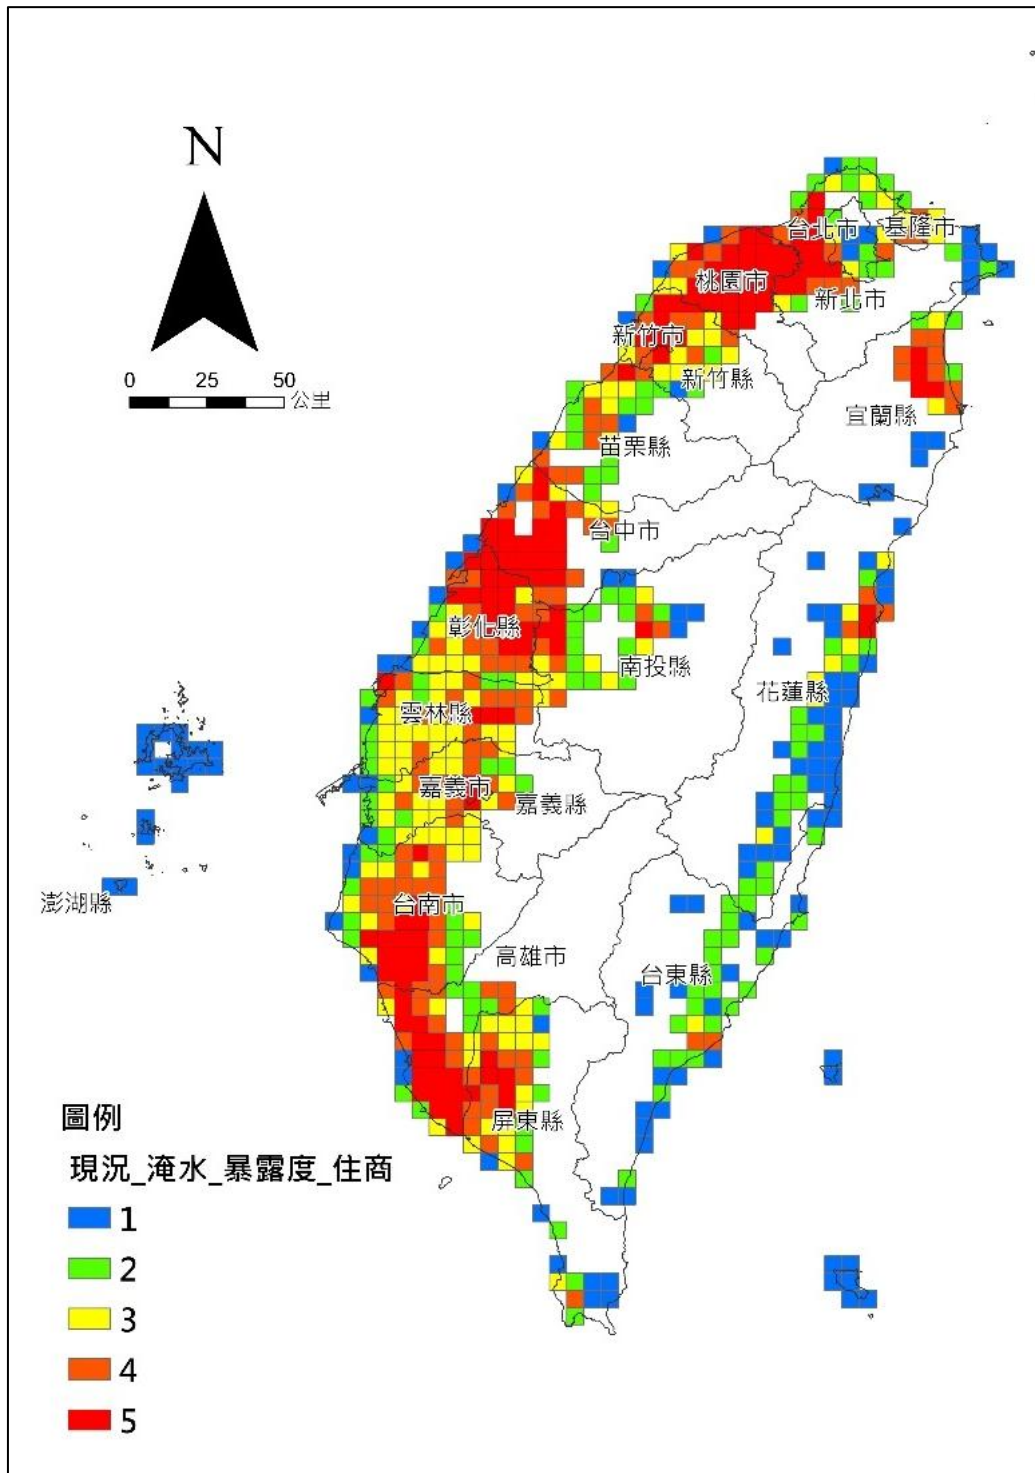 N
0 25 50 公里
台北市
基隆市
桃園市
新北市
新竹市
新竹縣
宜蘭縣
苗栗縣
台中市
彰化縣
南投縣
花蓮縣
雲林縣
嘉義市
嘉義縣
澎湖縣
台南市
高雄市
台東縣
屏東縣
圖例
現況_淹水_暴露度_住商
1
2
3
4
5